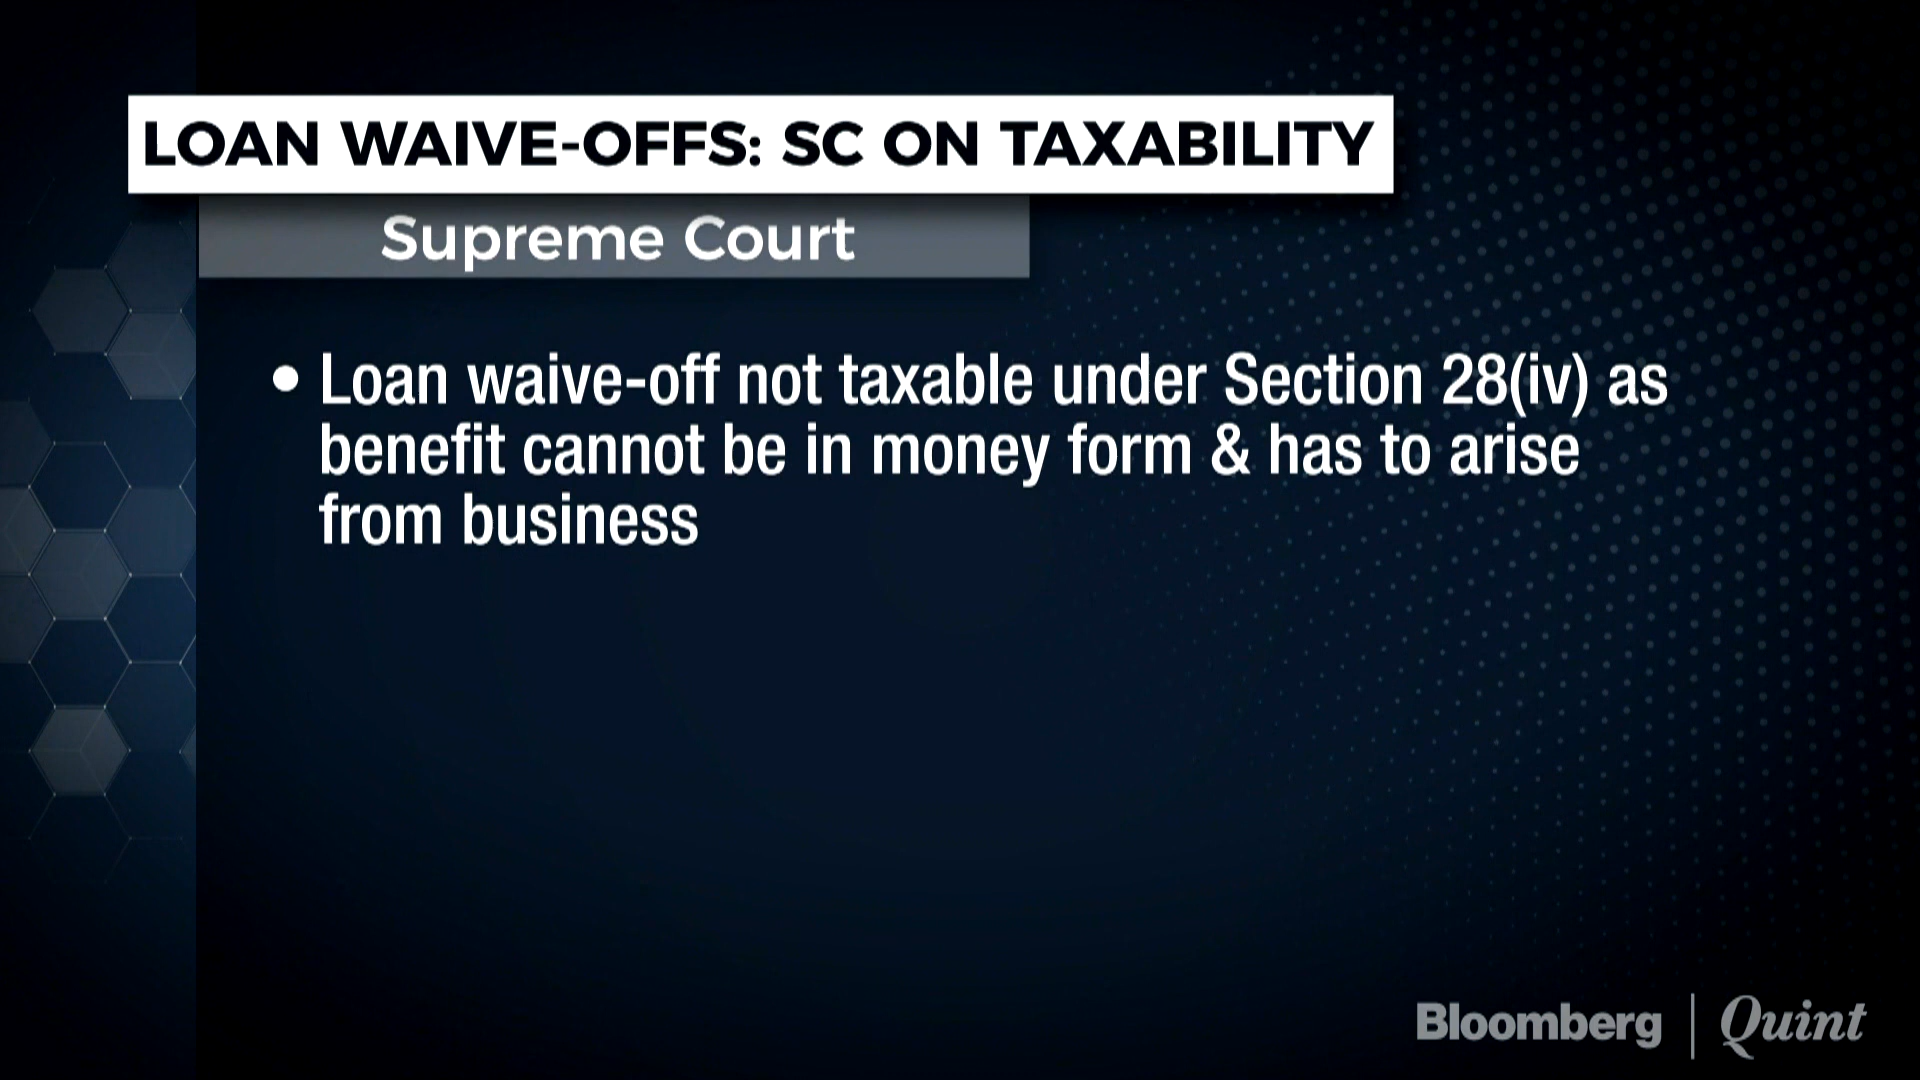 LOAN WAIVE-OFFS: SC ON TAXABILITY
Supreme Court
• Loan waive-off not taxable under Section 28(iv) as
benefit cannot be in money form & has to arise
from business
Bloomberg | Quint